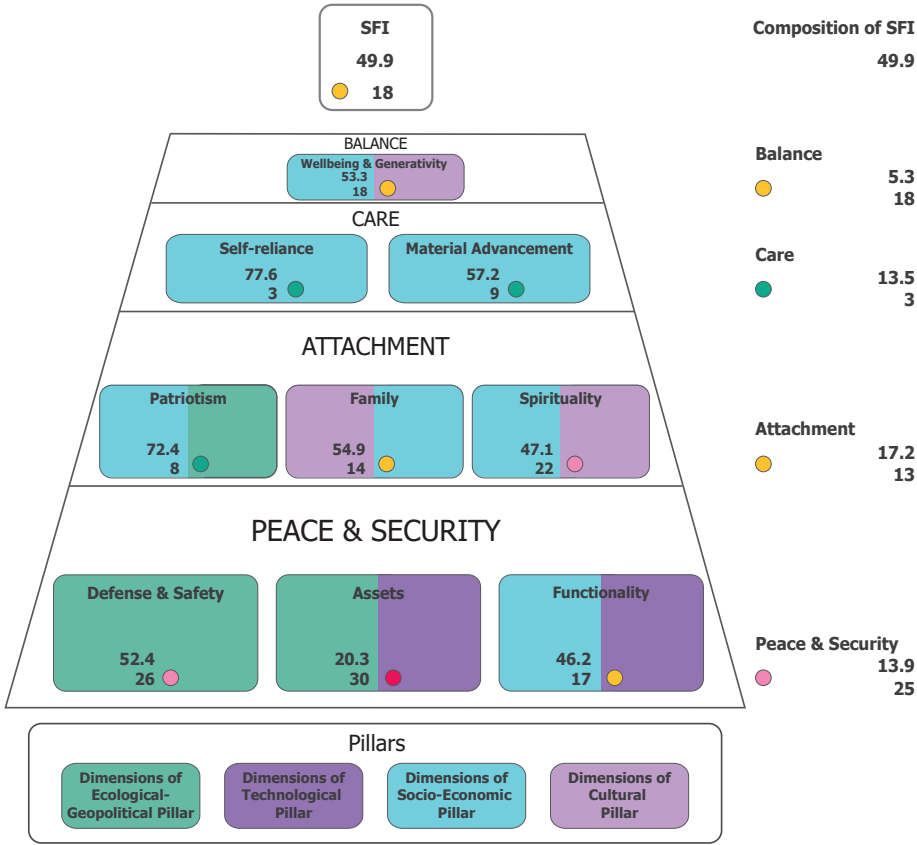 SFI
49.9
18
Composition of SFI
49.9
BALANCE
Wellbeing & Generativity
53.3
18
Balance
5.3
18
CARE
Self-reliance
77.6
3
Material Advancement
57.2
9
Care
13.5
3
ATTACHMENT
Patriotism
72.4
8
Family
54.9
14
Spirituality
47.1
22
Attachment
17.2
13
PEACE & SECURITY
Defense & Safety
52.4
26
Assets
20.3
30
Functionality
46.2
17
Peace & Security
13.9
25
Pillars
Dimensions of
Ecological-
Geopolitical Pillar
Dimensions of
Technological
Pillar
Dimensions of
Socio-Economic
Pillar
Dimensions of
Cultural
Pillar